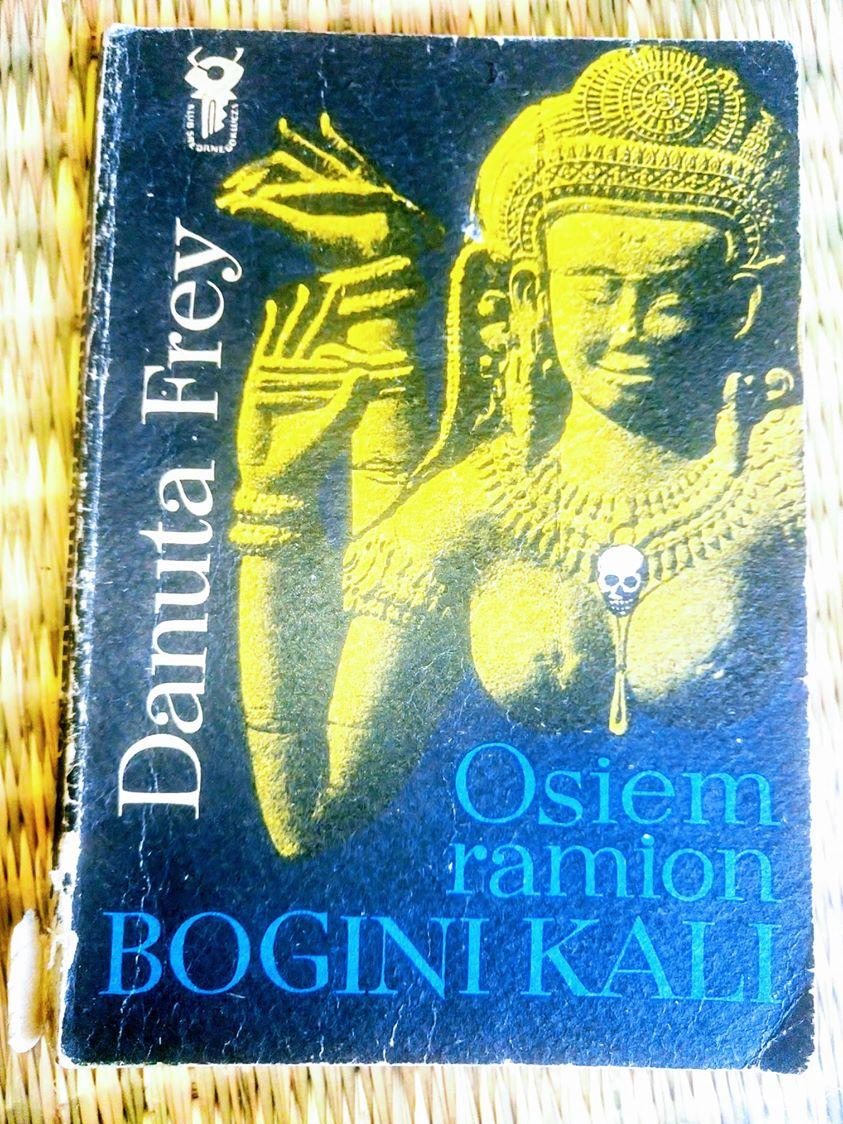 Danuta Frey
Osiem
ramion
BOGINI KALI